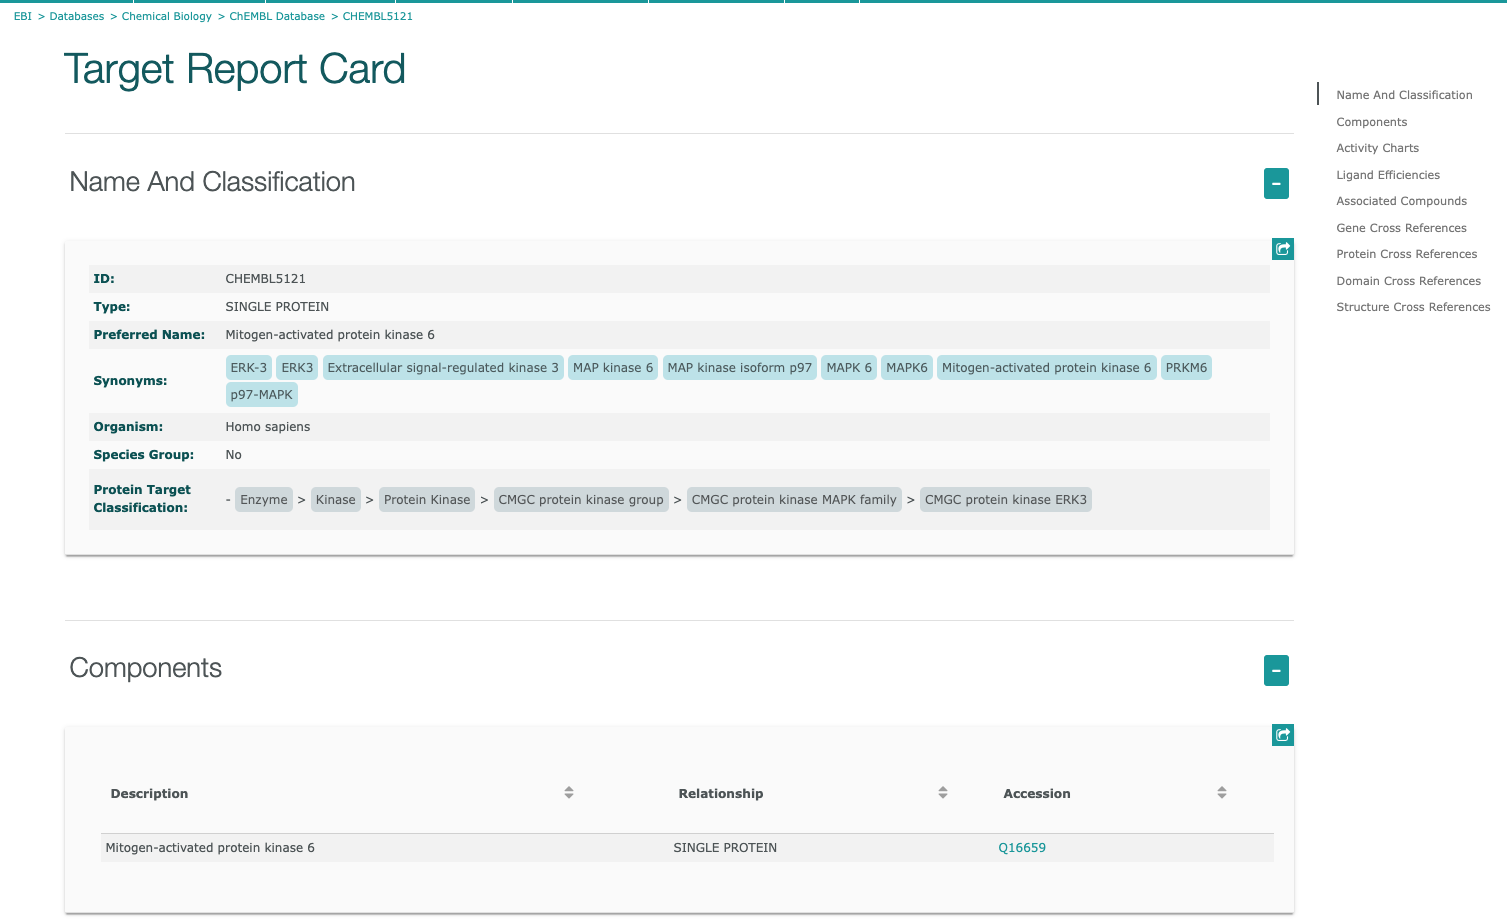 EBI > Databases > Chemical Biology > ChEMBL Database > CHEMBL5121
Target Report Card
Name And Classification
Components
Activity Charts
Ligand Efficiencies
Associated Compounds
Gene Cross References
Protein Cross References
Domain Cross References
Structure Cross References
Name And Classification
ID: CHEMBL5121
Type: SINGLE PROTEIN
Preferred Name: Mitogen-activated protein kinase 6
Synonyms: ERK-3 ERK3 Extracellular signal-regulated kinase 3 MAP kinase 6 MAP kinase isoform p97 MAPK 6 MAPK6 Mitogen-activated protein kinase 6 PRKM6
p97-MAPK
Organism: Homo sapiens
Species Group: No
Protein Target
Classification:
- Enzyme > Kinase > Protein Kinase > CMGC protein kinase group > CMGC protein kinase MAPK family > CMGC protein kinase ERK3
Components
Description Relationship Accession
Mitogen-activated protein kinase 6 SINGLE PROTEIN Q16659